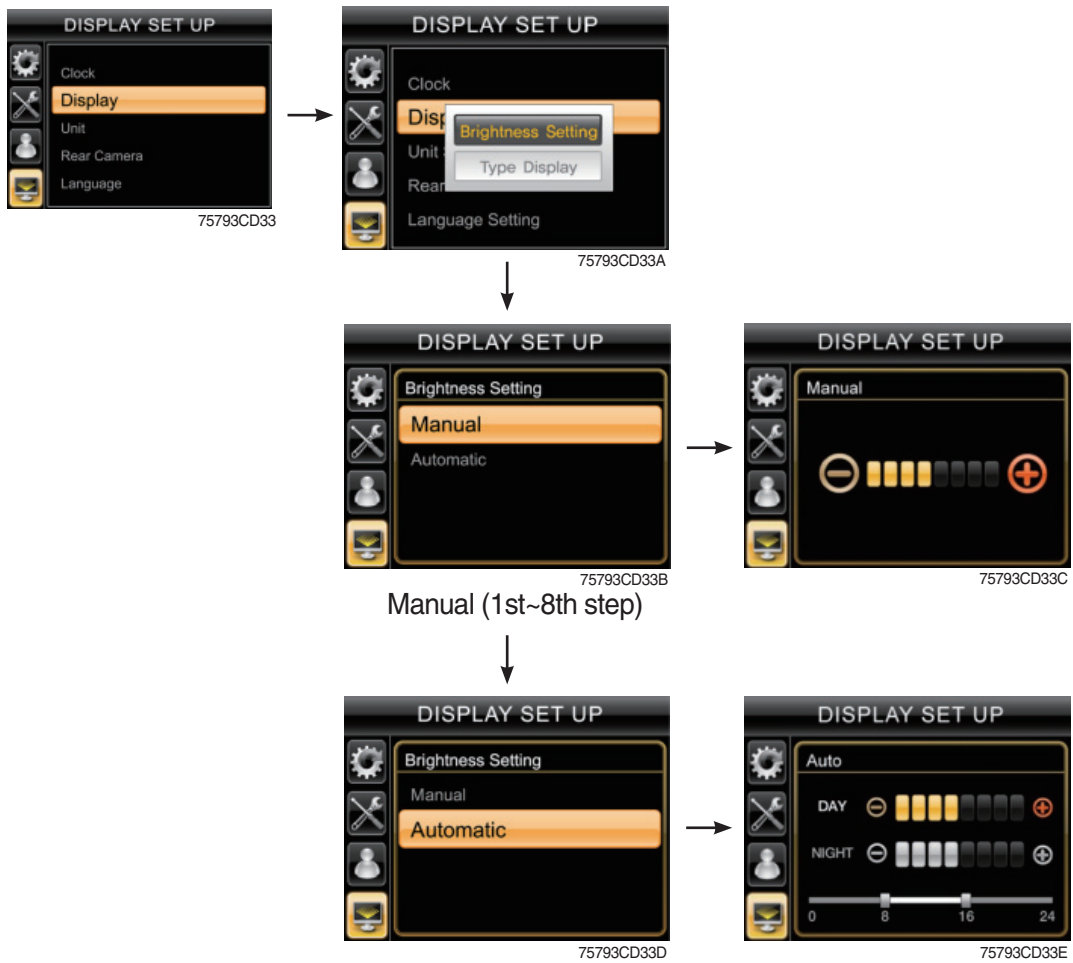 DISPLAY SET UP
Clock
Display
Unit
Rear Camera
Language
75793CD33
DISPLAY SET UP
Clock
Disp
Brightness Setting
Unit
Type Display
Rear
Language Setting
75793CD33A
DISPLAY SET UP
Brightness Setting
Manual
Automatic
75793CD33B
Manual (1st~8th step)
DISPLAY SET UP
Manual
75793CD33C
DISPLAY SET UP
Brightness Setting
Manual
Automatic
75793CD33D
DISPLAY SET UP
Auto
DAY
NIGHT
0 8 16 24
75793CD33E